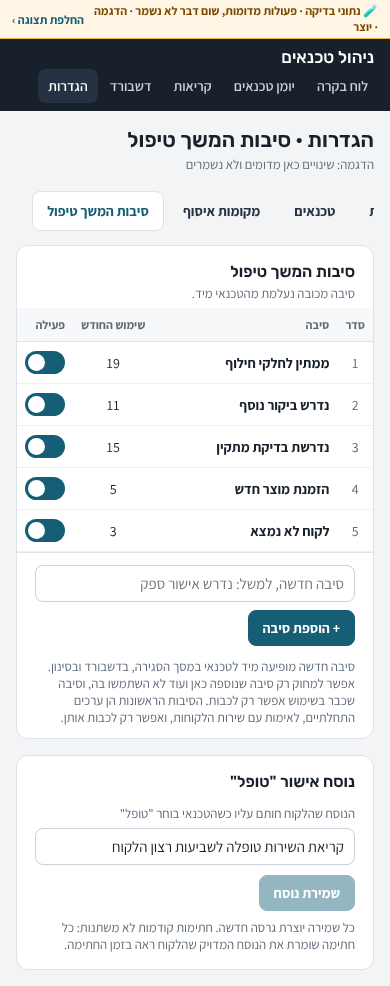 🧪 נתוני בדיקה · פעולות מדומות, שום דבר לא נשמר · הדגמה
· יוצר
החלפת תצוגה ›
ניהול טכנאים
לוח בקרה
יומן טכנאים
קריאות
דשבורד
הגדרות
הגדרות • סיבות המשך טיפול
הדגמה: שינויים כאן מדומים ולא נשמרים
טכנאים
מקומות איסוף
סיבות המשך טיפול
סיבות המשך טיפול
סיבה מכובה נעלמת מהטכנאי מיד.
סדר סיבה שימוש החודש פעילה
1 ממתין לחלקי חילוף 19
2 נדרש ביקור נוסף 11
3 נדרשת בדיקת מתקין 15
4 הזמנת מוצר חדש 5
5 לקוח לא נמצא 3
סיבה חדשה, למשל: נדרש אישור ספק
+ הוספת סיבה
סיבה חדשה מופיעה מיד לטכנאי במסך הסגירה, בדשבורד ובסינון.
אפשר למחוק רק סיבה שנוספה כאן ועוד לא השתמשו בה, וסיבה
שכבר בשימוש אפשר רק לכבות. הסיבות הראשונות הן ערכים
התחלתיים, לאימות עם שירות הלקוחות, ואפשר רק לכבות אותן.
נוסח אישור "טופל"
הנוסח שהלקוח חותם עליו כשהטכנאי בוחר "טופל"
קריאת השירות טופלה לשביעות רצון הלקוח
שמירת נוסח
כל שמירה יוצרת גרסה חדשה. חתימות קודמות לא משתנות: כל
חתימה שומרת את הנוסח המדויק שהלקוח ראה בזמן החתימה.